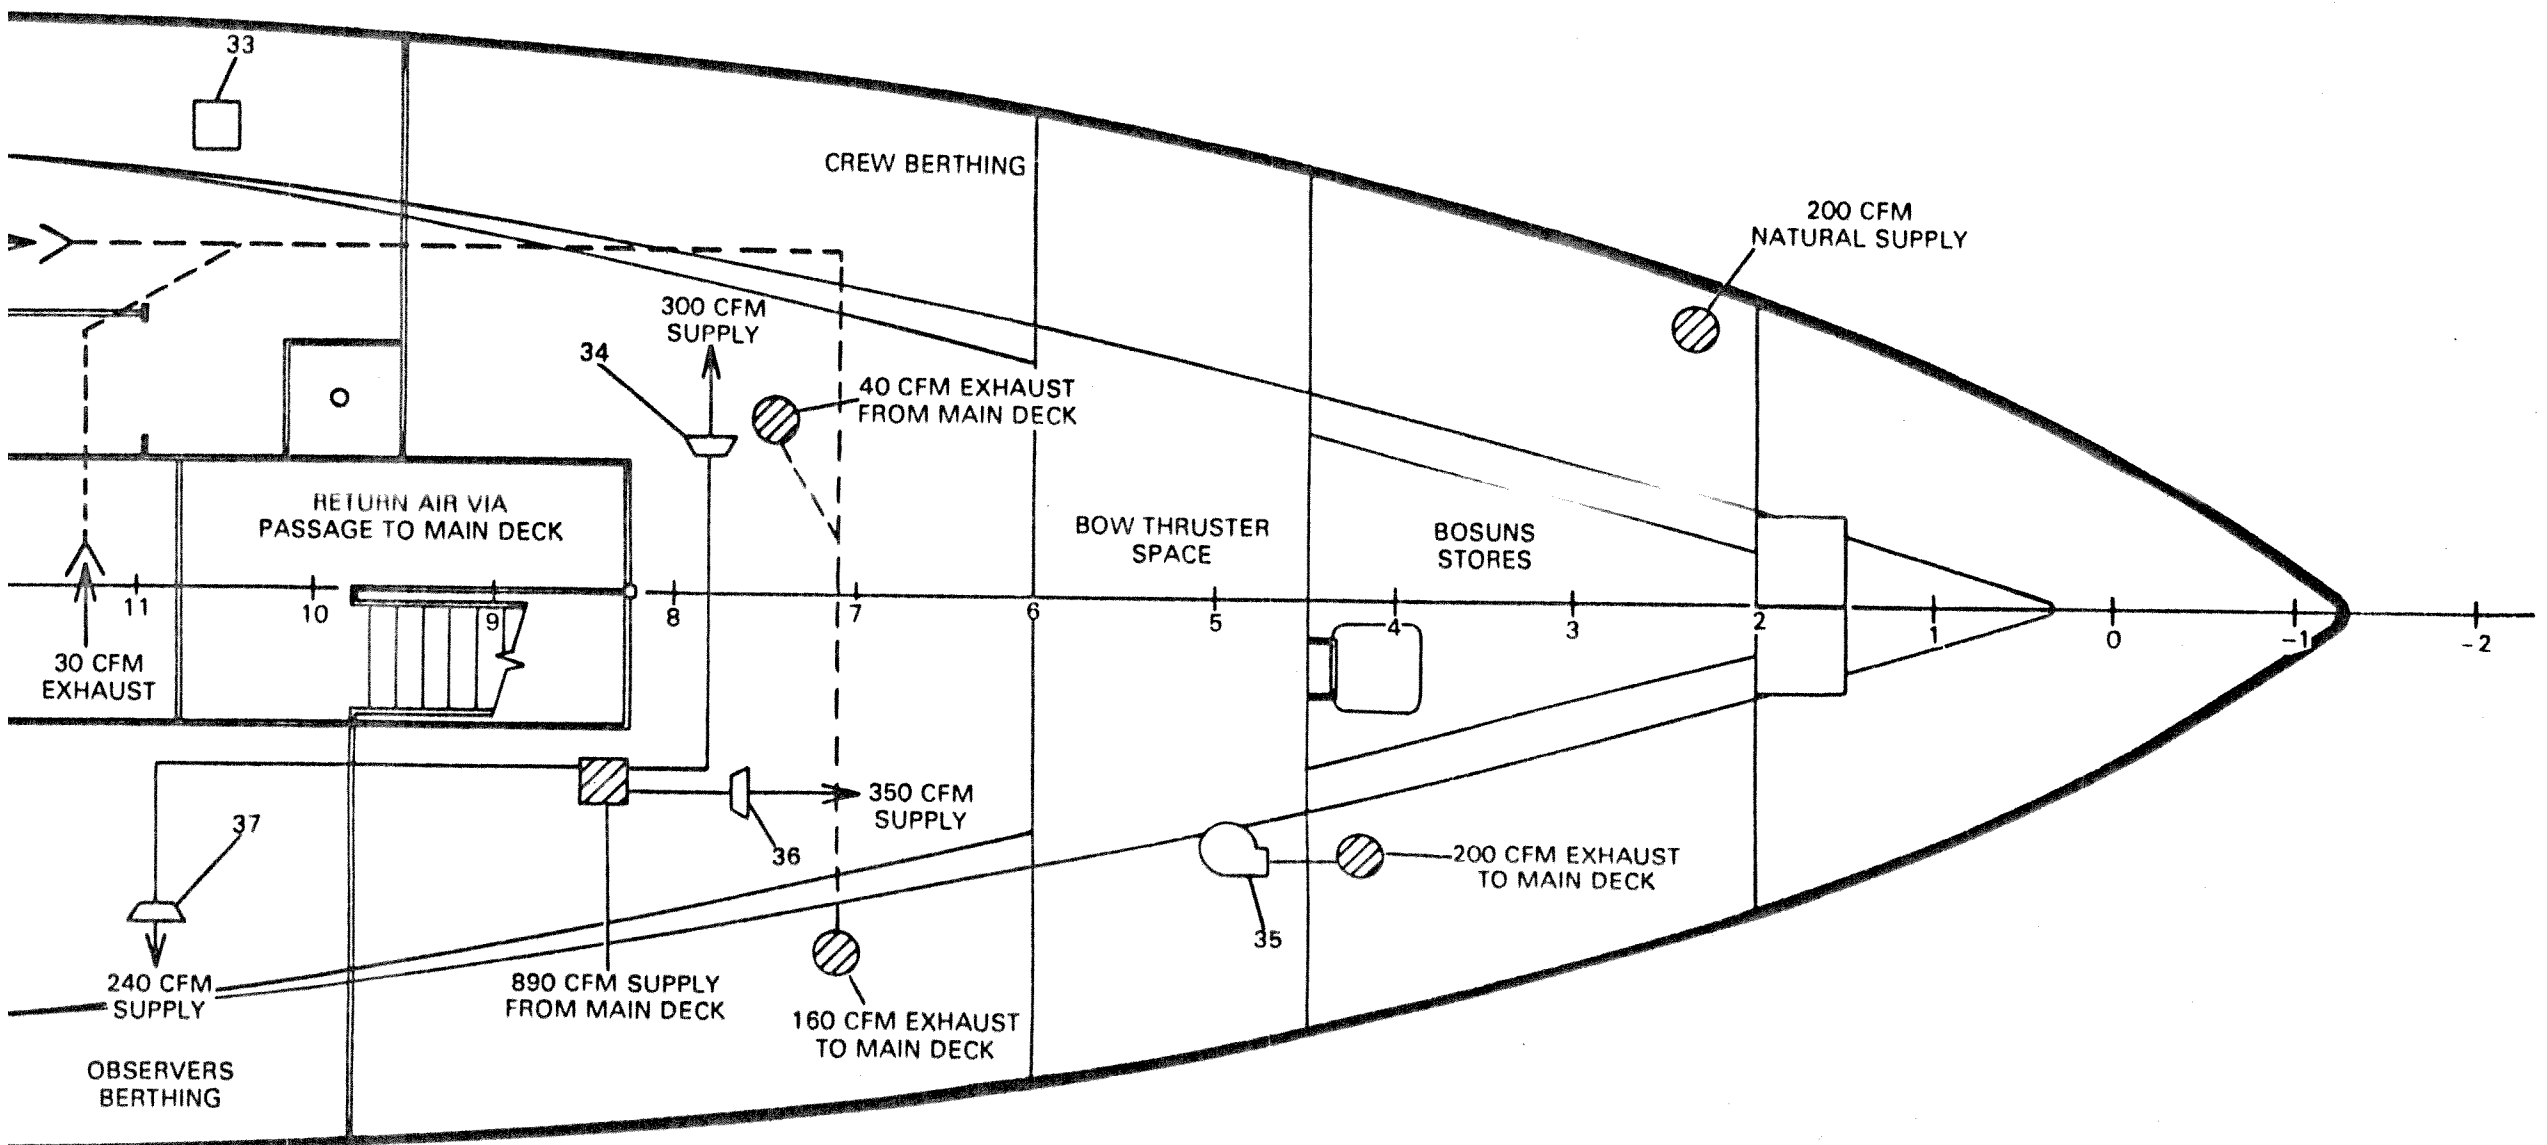 33
CREW BERTHING
200 CFM
NATURAL SUPPLY
300 CFM
SUPPLY
34
40 CFM EXHAUST
FROM MAIN DECK
RETURN AIR VIA
PASSAGE TO MAIN DECK
BOW THRUSTER
SPACE
BOSUNS
STORES
11
10
9
8
7
6
5
4
3
2
1
0
-1
-2
30 CFM
EXHAUST
350 CFM
SUPPLY
37
36
200 CFM EXHAUST
TO MAIN DECK
35
240 CFM
SUPPLY
890 CFM SUPPLY
FROM MAIN DECK
160 CFM EXHAUST
TO MAIN DECK
OBSERVERS
BERTHING